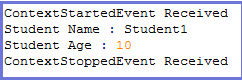 ContextStartedEvent Received
Student Name : Student1
Student Age : 10
ContextStoppedEvent Received